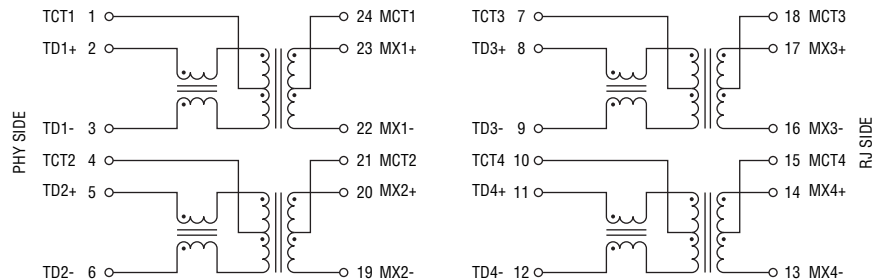 TCT1 1 24 MCT1
TD1+ 2 23 MX1+
TD1- 3 22 MX1-
TCT2 4 21 MCT2
TD2+ 5 20 MX2+
TD2- 6 19 MX2-
TCT3 7 18 MCT3
TD3+ 8 17 MX3+
TD3- 9 16 MX3-
TCT4 10 15 MCT4
TD4+ 11 14 MX4+
TD4- 12 13 MX4-
PHY SIDE
RJ SIDE